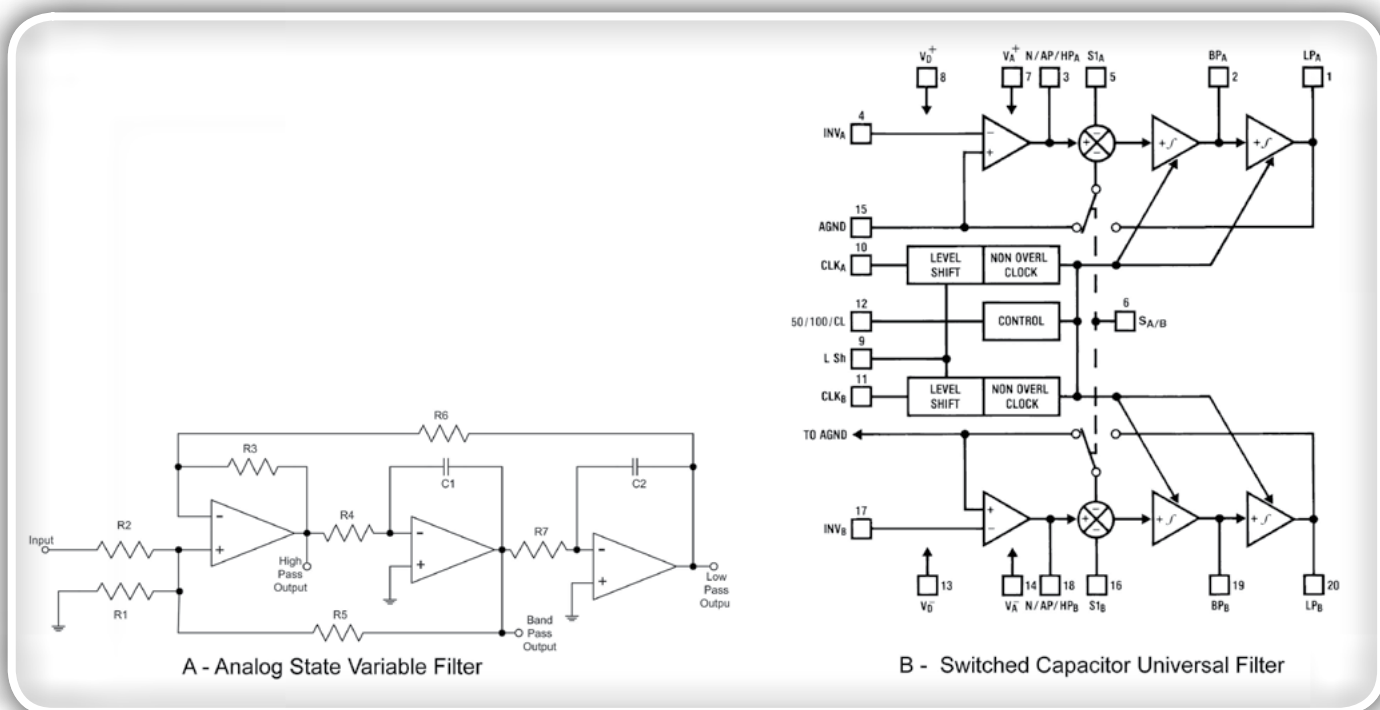 R6
R3
C1
C2
R2
R4
R7
Input
-
+
-
+
-
+
High
Pass
Output
Low
Pass
Outpu
R1
R5
Band
Pass
Output
A - Analog State Variable Filter
VD+
8
VA+
7
N/AP/HPA
3
S1A
5
BPA
2
LPA
1
INVA
4
-
+
+
-
-
+∫
+∫
AGND
15
CLKA
10
LEVEL
SHIFT
NON OVERL
CLOCK
50/100/CL
12
CONTROL
6
SA/B
L Sh
9
CLKB
11
LEVEL
SHIFT
NON OVERL
CLOCK
TO AGND
INVB
17
+
-
+
-
-
+∫
+∫
13
VD-
14
VA-
18
N/AP/HPB
16
S1B
19
BPB
20
LPB
B - Switched Capacitor Universal Filter